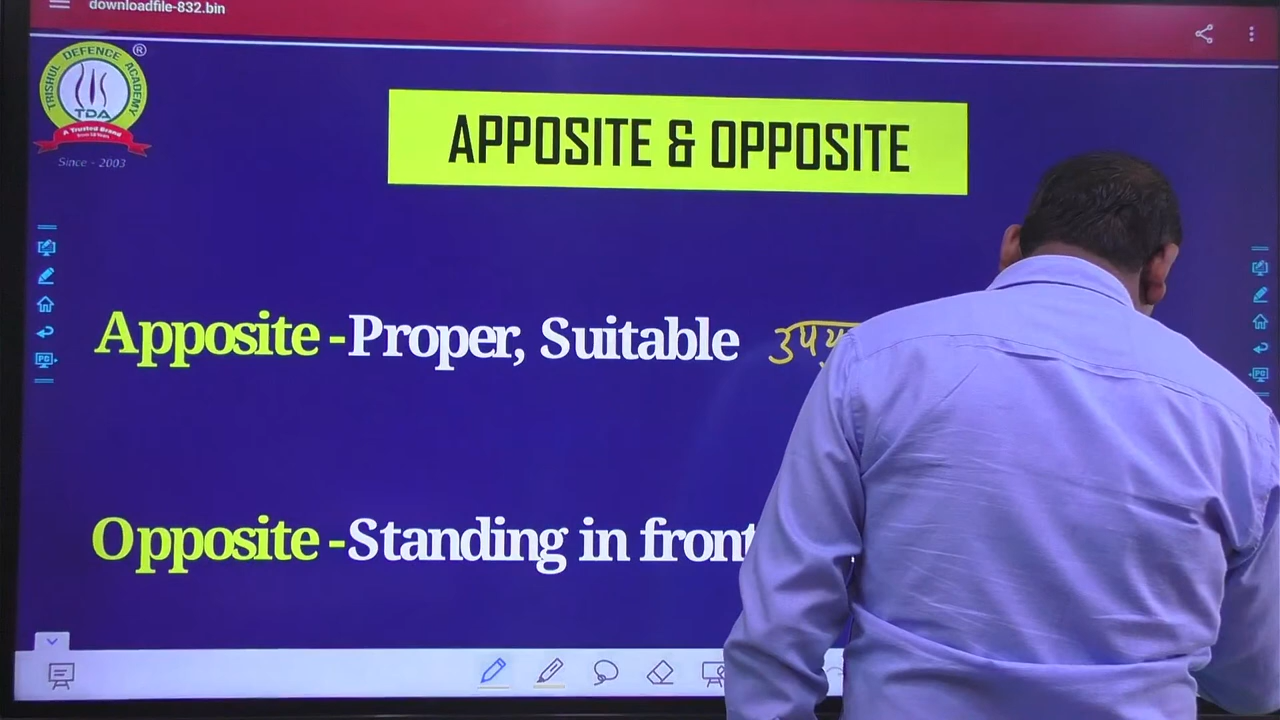 downloadfile-832.bin
TRISHUL DEFENCE ACADEMY
®
TDA
A Trusted Brand
Since - 2003
APPOSITE & OPPOSITE
Apposite - Proper, Suitable
Opposite - Standing in front